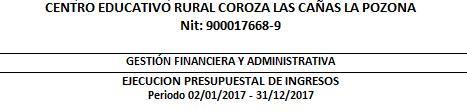 CENTRO EDUCATIVO RURAL COROZA LAS CAÑAS LA POZONA
Nit: 900017668-9
GESTIÓN FINANCIERA Y ADMINISTRATIVA
EJECUCION PRESUPUESTAL DE INGRESOS
Periodo 02/01/2017 - 31/12/2017